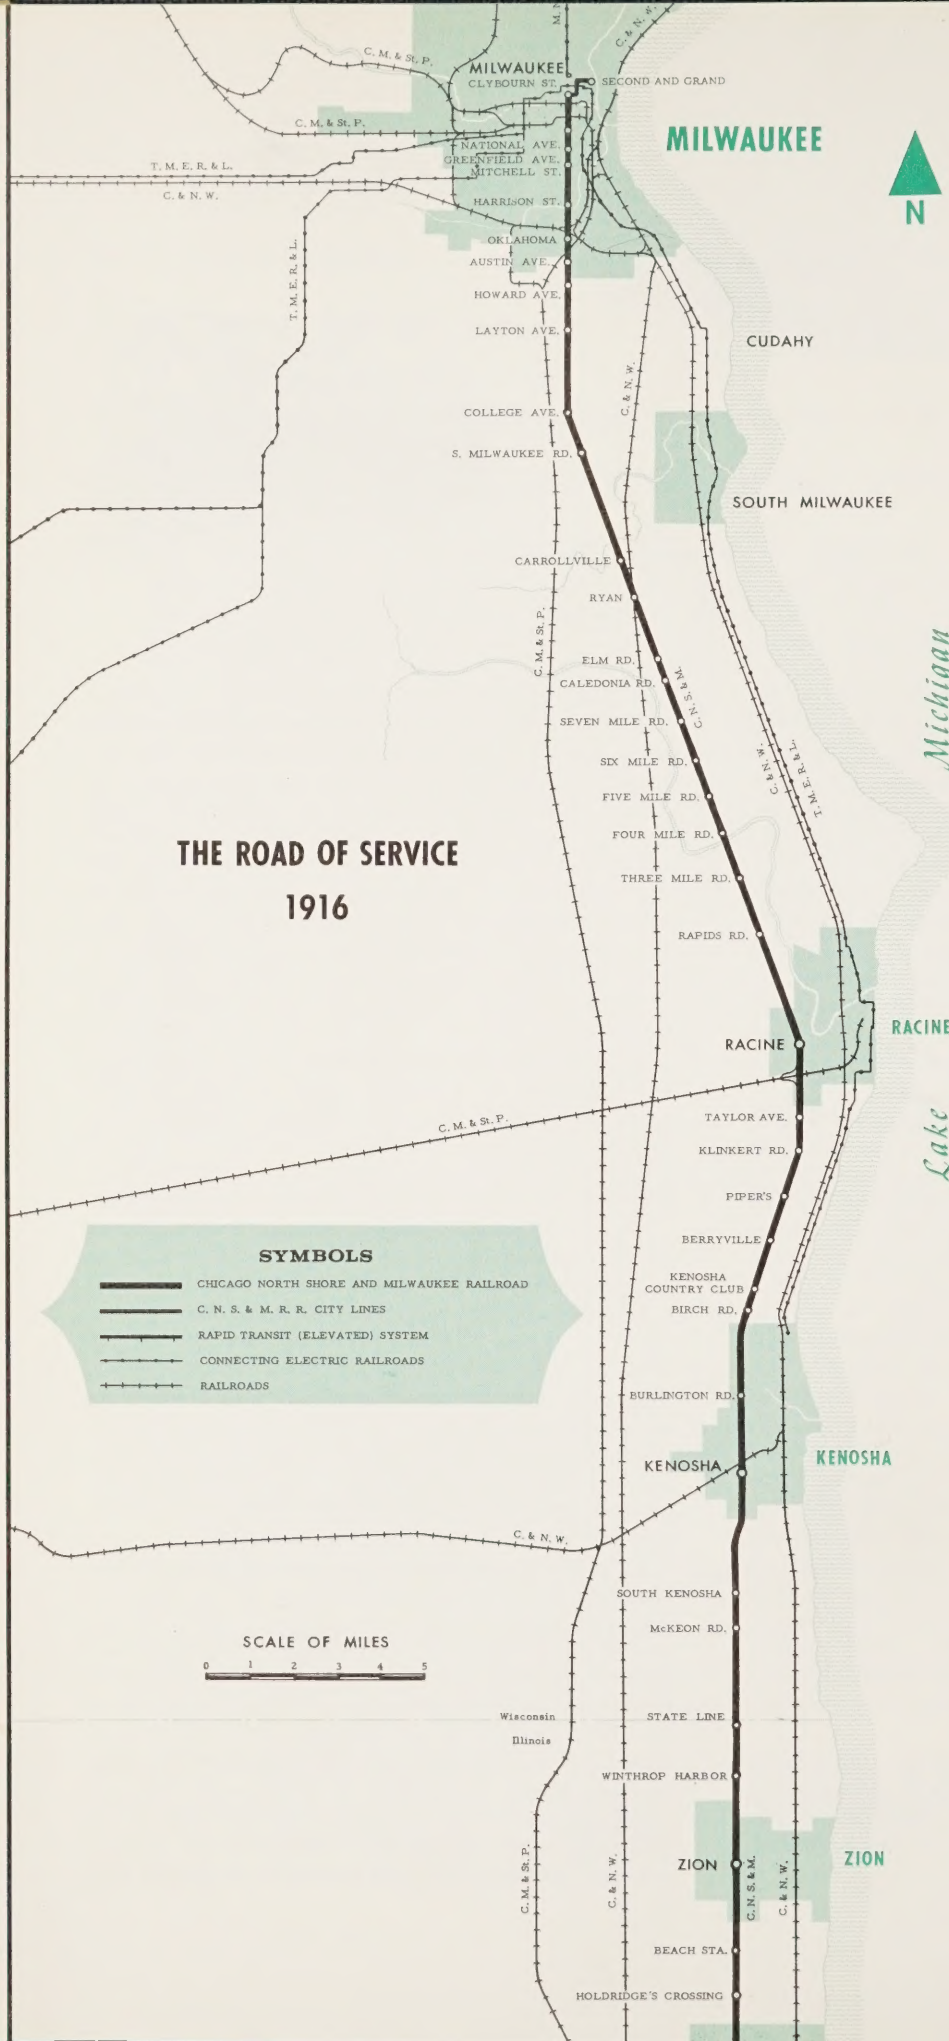 M. N
C. & N. W.
C. M. & St. P.
MILWAUKEE
CLYBOURN ST.
SECOND AND GRAND
C. M. & St. P.
MILWAUKEE
NATIONAL AVE.
GREENFIELD AVE.
MITCHELL ST.
T. M. E. R. & L.
C. & N. W.
N
HARRISON ST.
OKLAHOMA
AUSTIN AVE.
T. M. E. R. & L.
HOWARD AVE.
LAYTON AVE.
CUDAHY
C. & N. W.
COLLEGE AVE.
S. MILWAUKEE RD.
SOUTH MILWAUKEE
CARROLLVILLE
RYAN
C. M. & St. P.
ELM RD.
CALEDONIA RD.
C. N. S. & M.
SEVEN MILE RD.
Michigan
SIX MILE RD.
C. & N. W.
T. M. E. R. & L.
FIVE MILE RD.
FOUR MILE RD.
THE ROAD OF SERVICE
1916
THREE MILE RD.
RAPIDS RD.
RACINE
RACINE
C. M. & St. P.
TAYLOR AVE.
Lake
KLINKERT RD.
PIPER'S
BERRYVILLE
KENOSHA
COUNTRY CLUB
BIRCH RD.
SYMBOLS
CHICAGO NORTH SHORE AND MILWAUKEE RAILROAD
C. N. S. & M. R. R. CITY LINES
RAPID TRANSIT (ELEVATED) SYSTEM
CONNECTING ELECTRIC RAILROADS
RAILROADS
BURLINGTON RD.
KENOSHA
KENOSHA
C. & N. W.
SOUTH KENOSHA
McKEON RD.
SCALE OF MILES
0 1 2 3 4 5
Wisconsin
Illinois
STATE LINE
WINTHROP HARBOR
ZION
ZION
C. M. & St. P.
C. & N. W.
C. N. S. & M.
C. & N. W.
BEACH STA.
HOLDRIDGE'S CROSSING